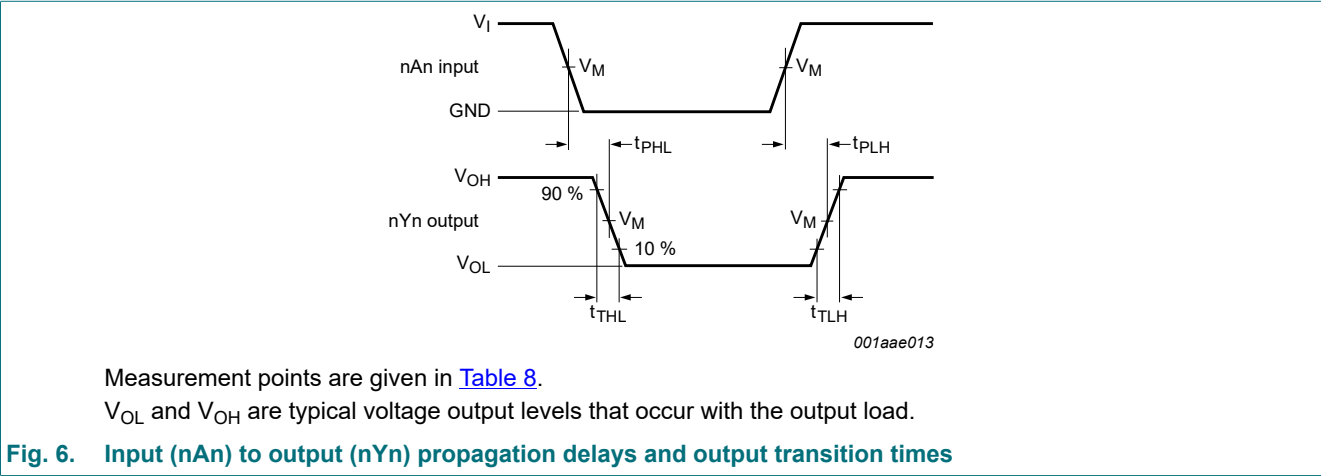 VI
nAn input
VM
VM
GND
tPHL
tPLH
VOH
90 %
nYn output
VM
VM
10 %
VOL
tTHL
tTLH
001aae013
Measurement points are given in Table 8.
VOL and VOH are typical voltage output levels that occur with the output load.
Fig. 6. Input (nAn) to output (nYn) propagation delays and output transition times